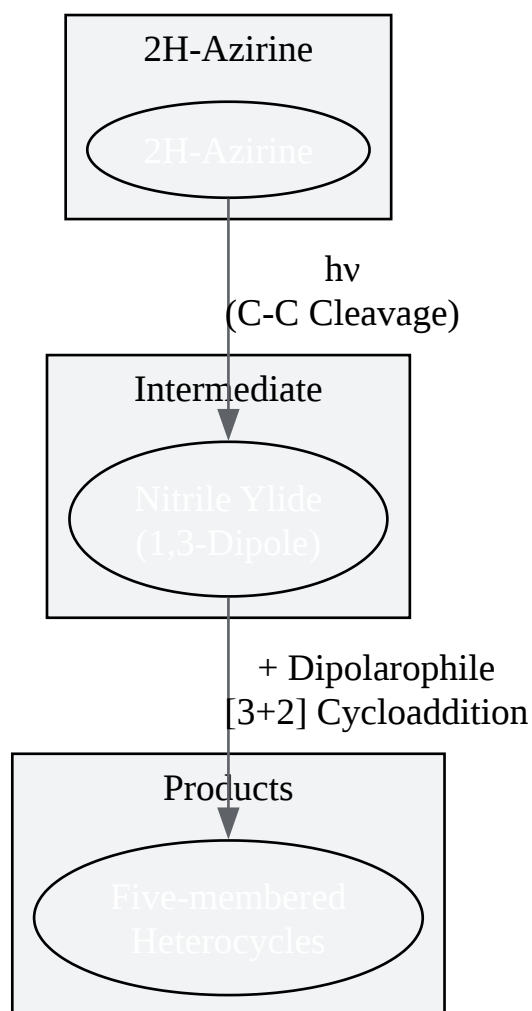 2H-Azirine
2H-Azirine
hν
(C-C Cleavage)
Intermediate
Nitrile Ylide
(1,3-Dipole)
+ Dipolarophile
[3+2] Cycloaddition
Products
Five-membered
Heterocycles